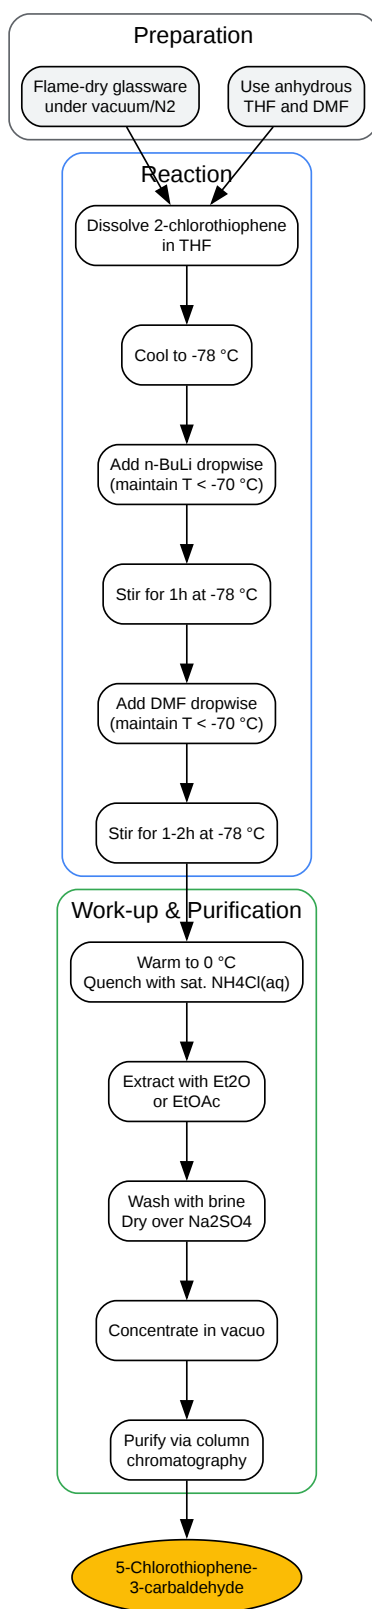 Preparation
Flame-dry glassware
under vacuum/N2
Use anhydrous
THF and DMF
Reaction
Dissolve 2-chlorothiophene
in THF
Cool to -78 °C
Add n-BuLi dropwise
(maintain T < -70 °C)
Stir for 1h at -78 °C
Add DMF dropwise
(maintain T < -70 °C)
Stir for 1-2h at -78 °C
Work-up & Purification
Warm to 0 °C
Quench with sat. NH4Cl(aq)
Extract with Et2O
or EtOAc
Wash with brine
Dry over Na2SO4
Concentrate in vacuo
Purify via column
chromatography
5-Chlorothiophene-
3-carbaldehyde